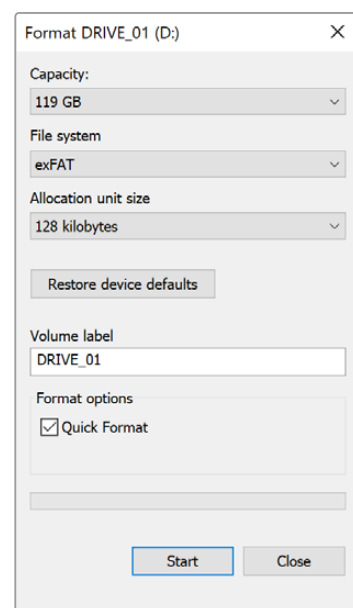 Format DRIVE_01 (D:)
Capacity:
119 GB
File system
exFAT
Allocation unit size
128 kilobytes
Restore device defaults
Volume label
DRIVE_01
Format options
Quick Format
Start Close